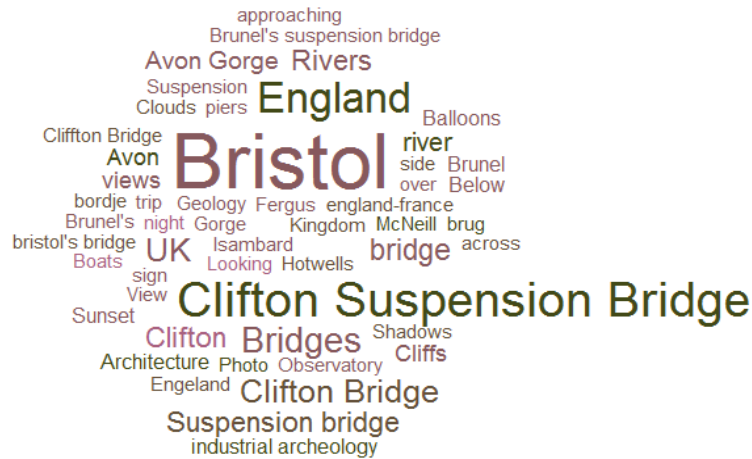 approaching
Brunel's suspension bridge
Avon Gorge Rivers
Suspension
Clouds piers England
Balloons
Cliffton Bridge Bristol river
Avon side Brunel
views over Below
bordje trip Geology Fergus england-france
Brunel's night Gorge Kingdom McNeill brug
bristol's bridge UK Isambard bridge across
Boats Looking Hotwells
sign
View Clifton Suspension Bridge
Sunset
Clifton Bridges Shadows
Cliffs
Architecture Photo Observatory
Engeland Clifton Bridge
Suspension bridge
industrial archeology